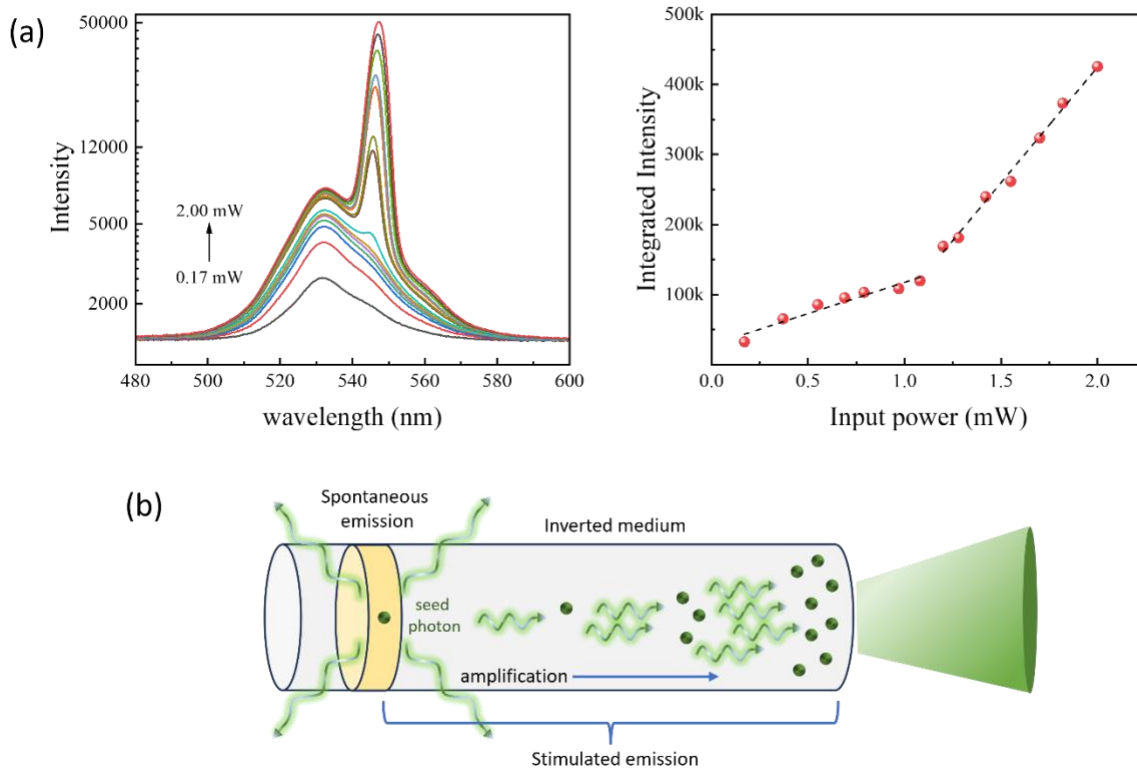 (a)
50000
12000
5000
2000
Intensity
2.00 mW
0.17 mW
480
500
520
540
560
580
600
wavelength (nm)
500k
400k
300k
200k
100k
Integrated Intensity
0.0
0.5
1.0
1.5
2.0
Input power (mW)
(b)
Spontaneous
emission
Inverted medium
seed
photon
amplification
Stimulated emission